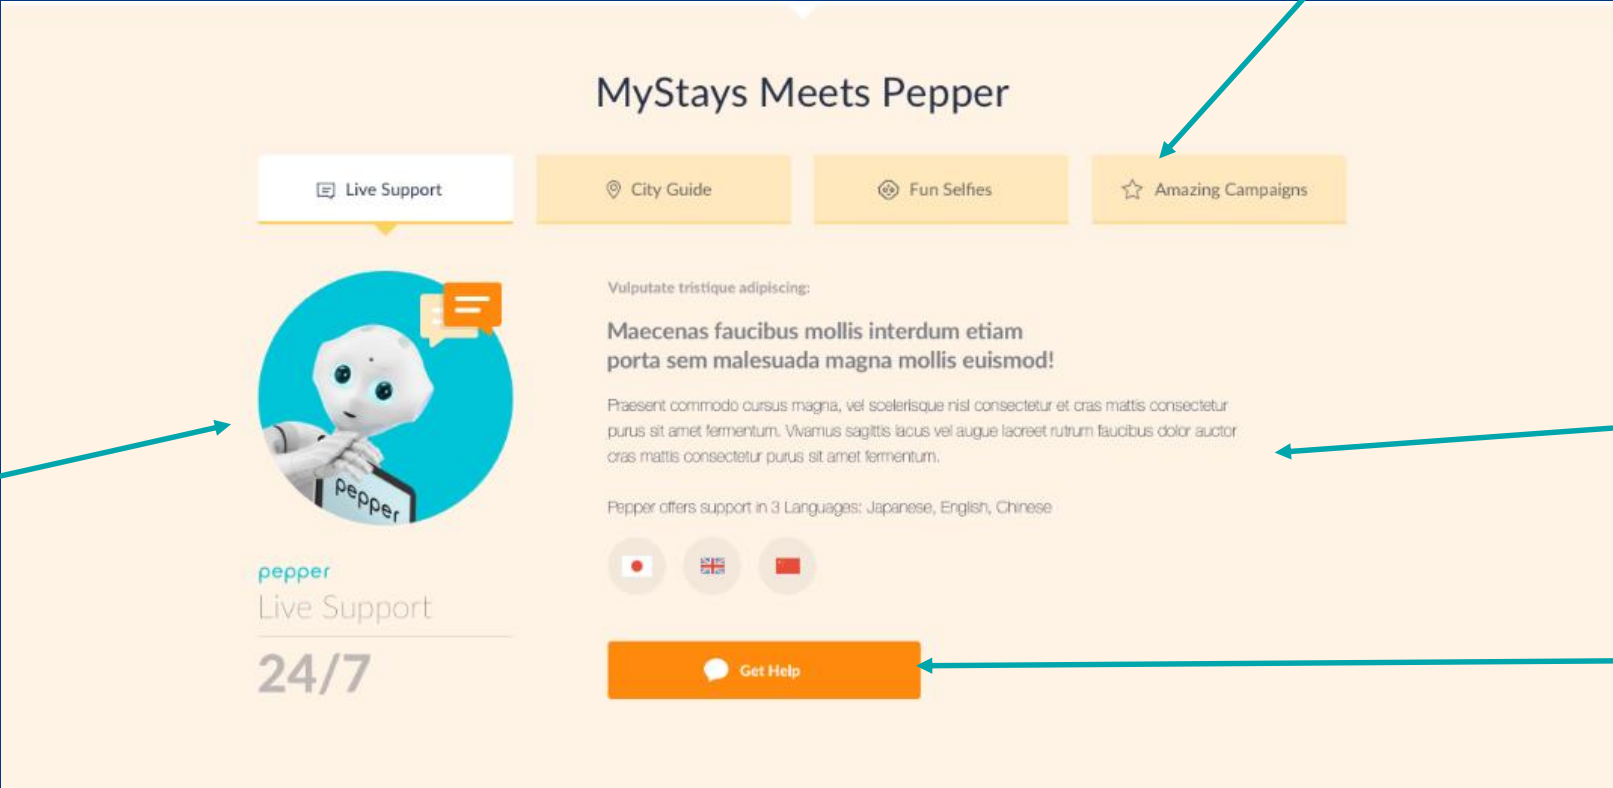 MyStays Meets Pepper
Live Support
City Guide
Fun Selfies
Amazing Campaigns
pepper
pepper
Live Support
24/7
Vulputate tristique adipiscing:
Maecenas faucibus mollis interdum etiam
porta sem malesuada magna mollis euismod!
Praesent commodo cursus magna, vel scelerisque nisl consectetur et cras mattis consectetur
purus sit amet fermentum. Vivamus sagittis lacus vel augue laoreet rutrum faucibus dolor auctor
cras mattis consectetur purus sit amet fermentum.
Pepper offers support in 3 Languages: Japanese, English, Chinese
Get Help